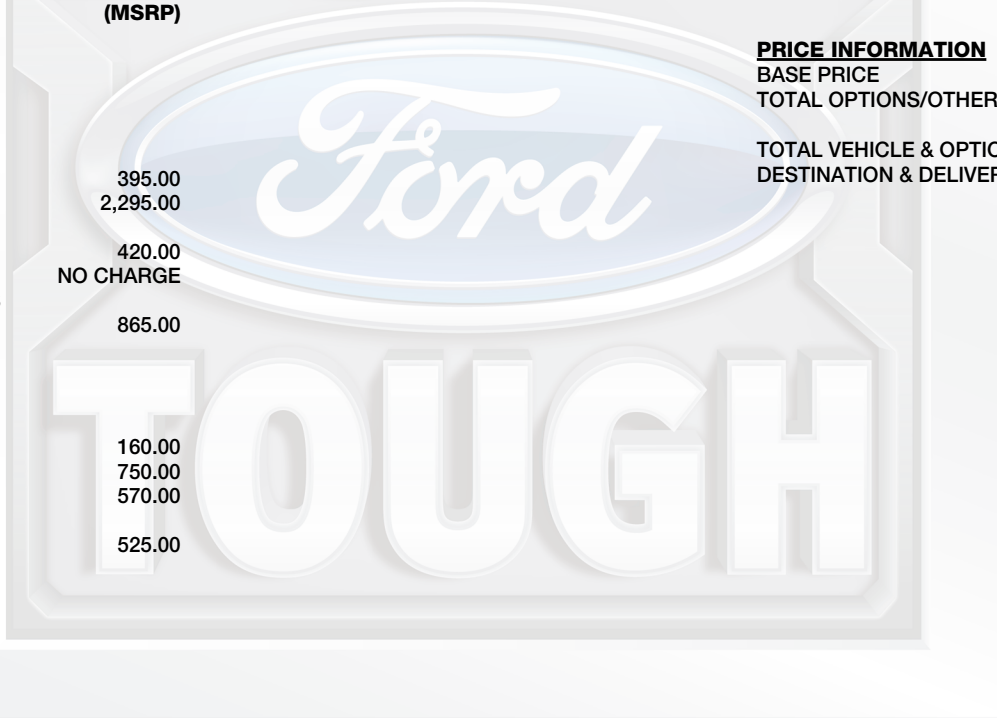 (MSRP)
395.00
2,295.00
420.00
NO CHARGE
865.00
160.00
750.00
570.00
525.00
PRICE INFORMATION
BASE PRICE
TOTAL OPTIONS/OTHER
TOTAL VEHICLE & OPTIO
DESTINATION & DELIVER
Ford
TOUGH